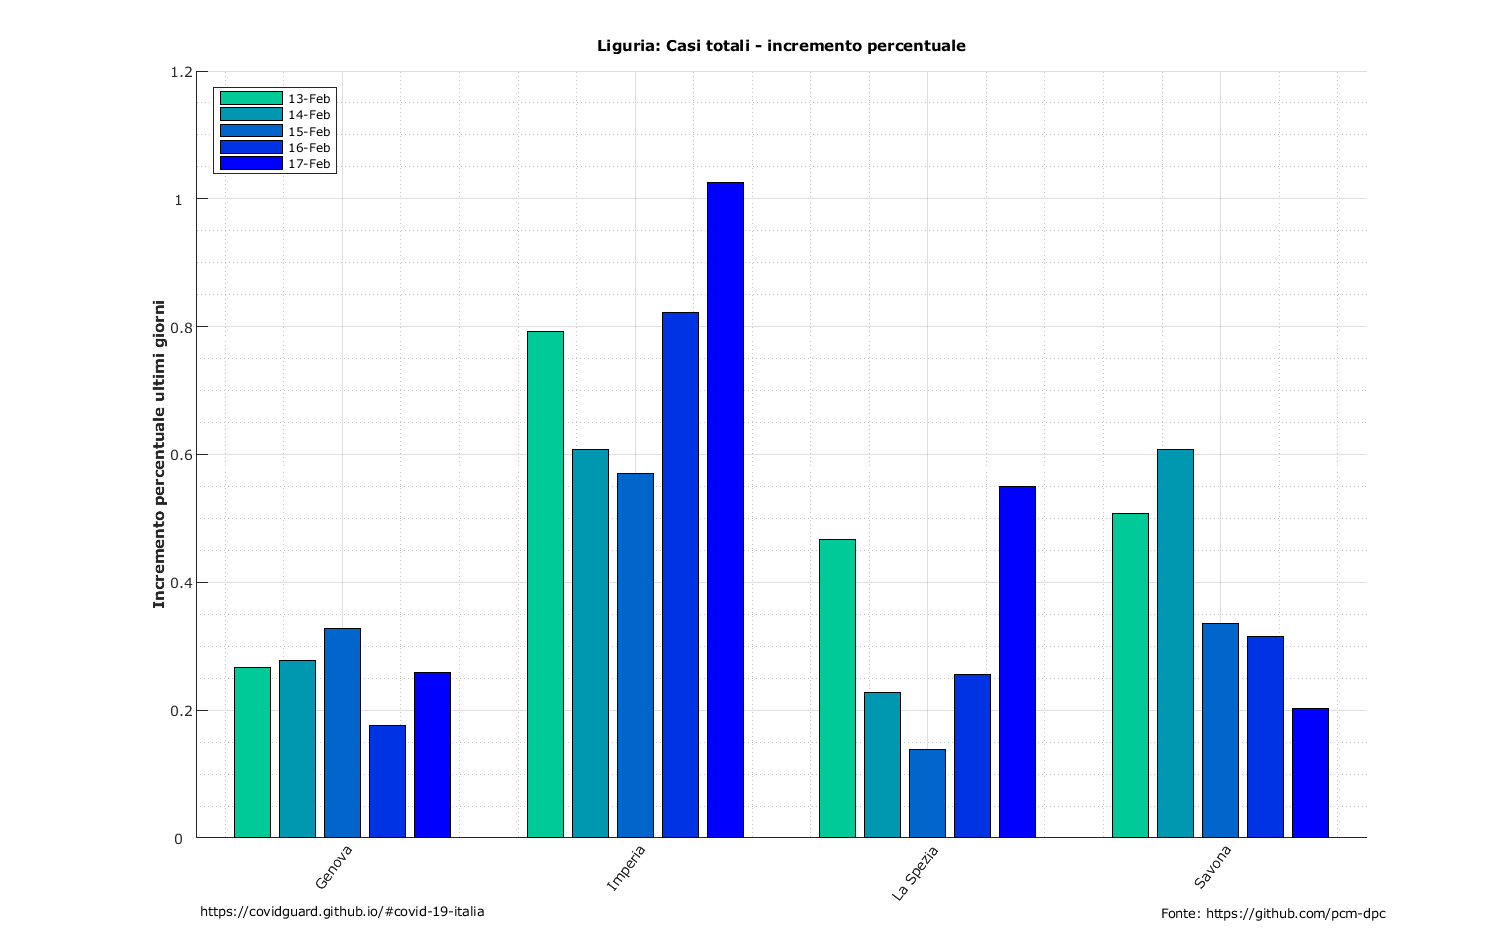 Liguria: Casi totali - incremento percentuale
1.2
1
0.8
0.6
0.4
0.2
0
Incremento percentuale ultimi giorni
13-Feb
14-Feb
15-Feb
16-Feb
17-Feb
Genova
Imperia
La Spezia
Savona
https://covidguard.github.io/#covid-19-italia
Fonte: https://github.com/pcm-dpc